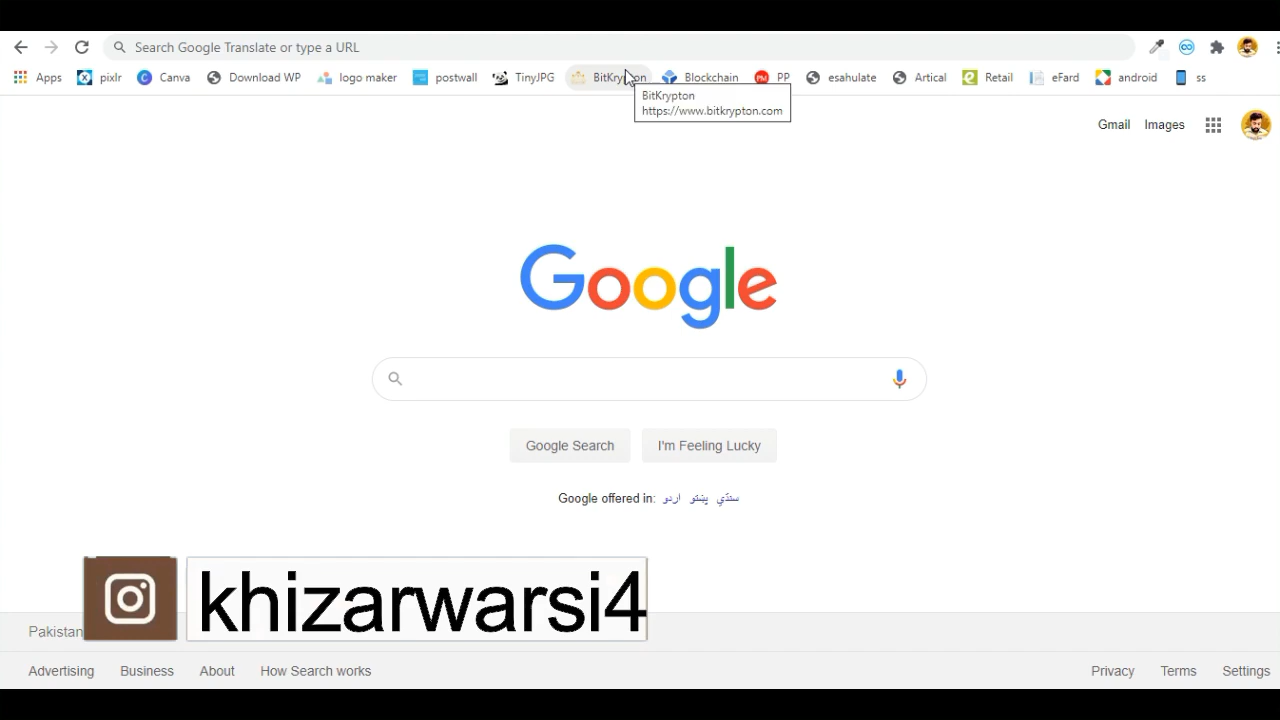 Search Google Translate or type a URL
Apps pixlr Canva Download WP logo maker postwall TinyJPG BitKrypton Blockchain PP esahulate Artical Retail eFard android ss
BitKrypton
https://www.bitkrypton.com
Gmail Images
Google
Google Search I'm Feeling Lucky
Google offered in: اردو پښتو سنڌي
khizarwarsi4
Pakistan
Advertising Business About How Search works Privacy Terms Settings